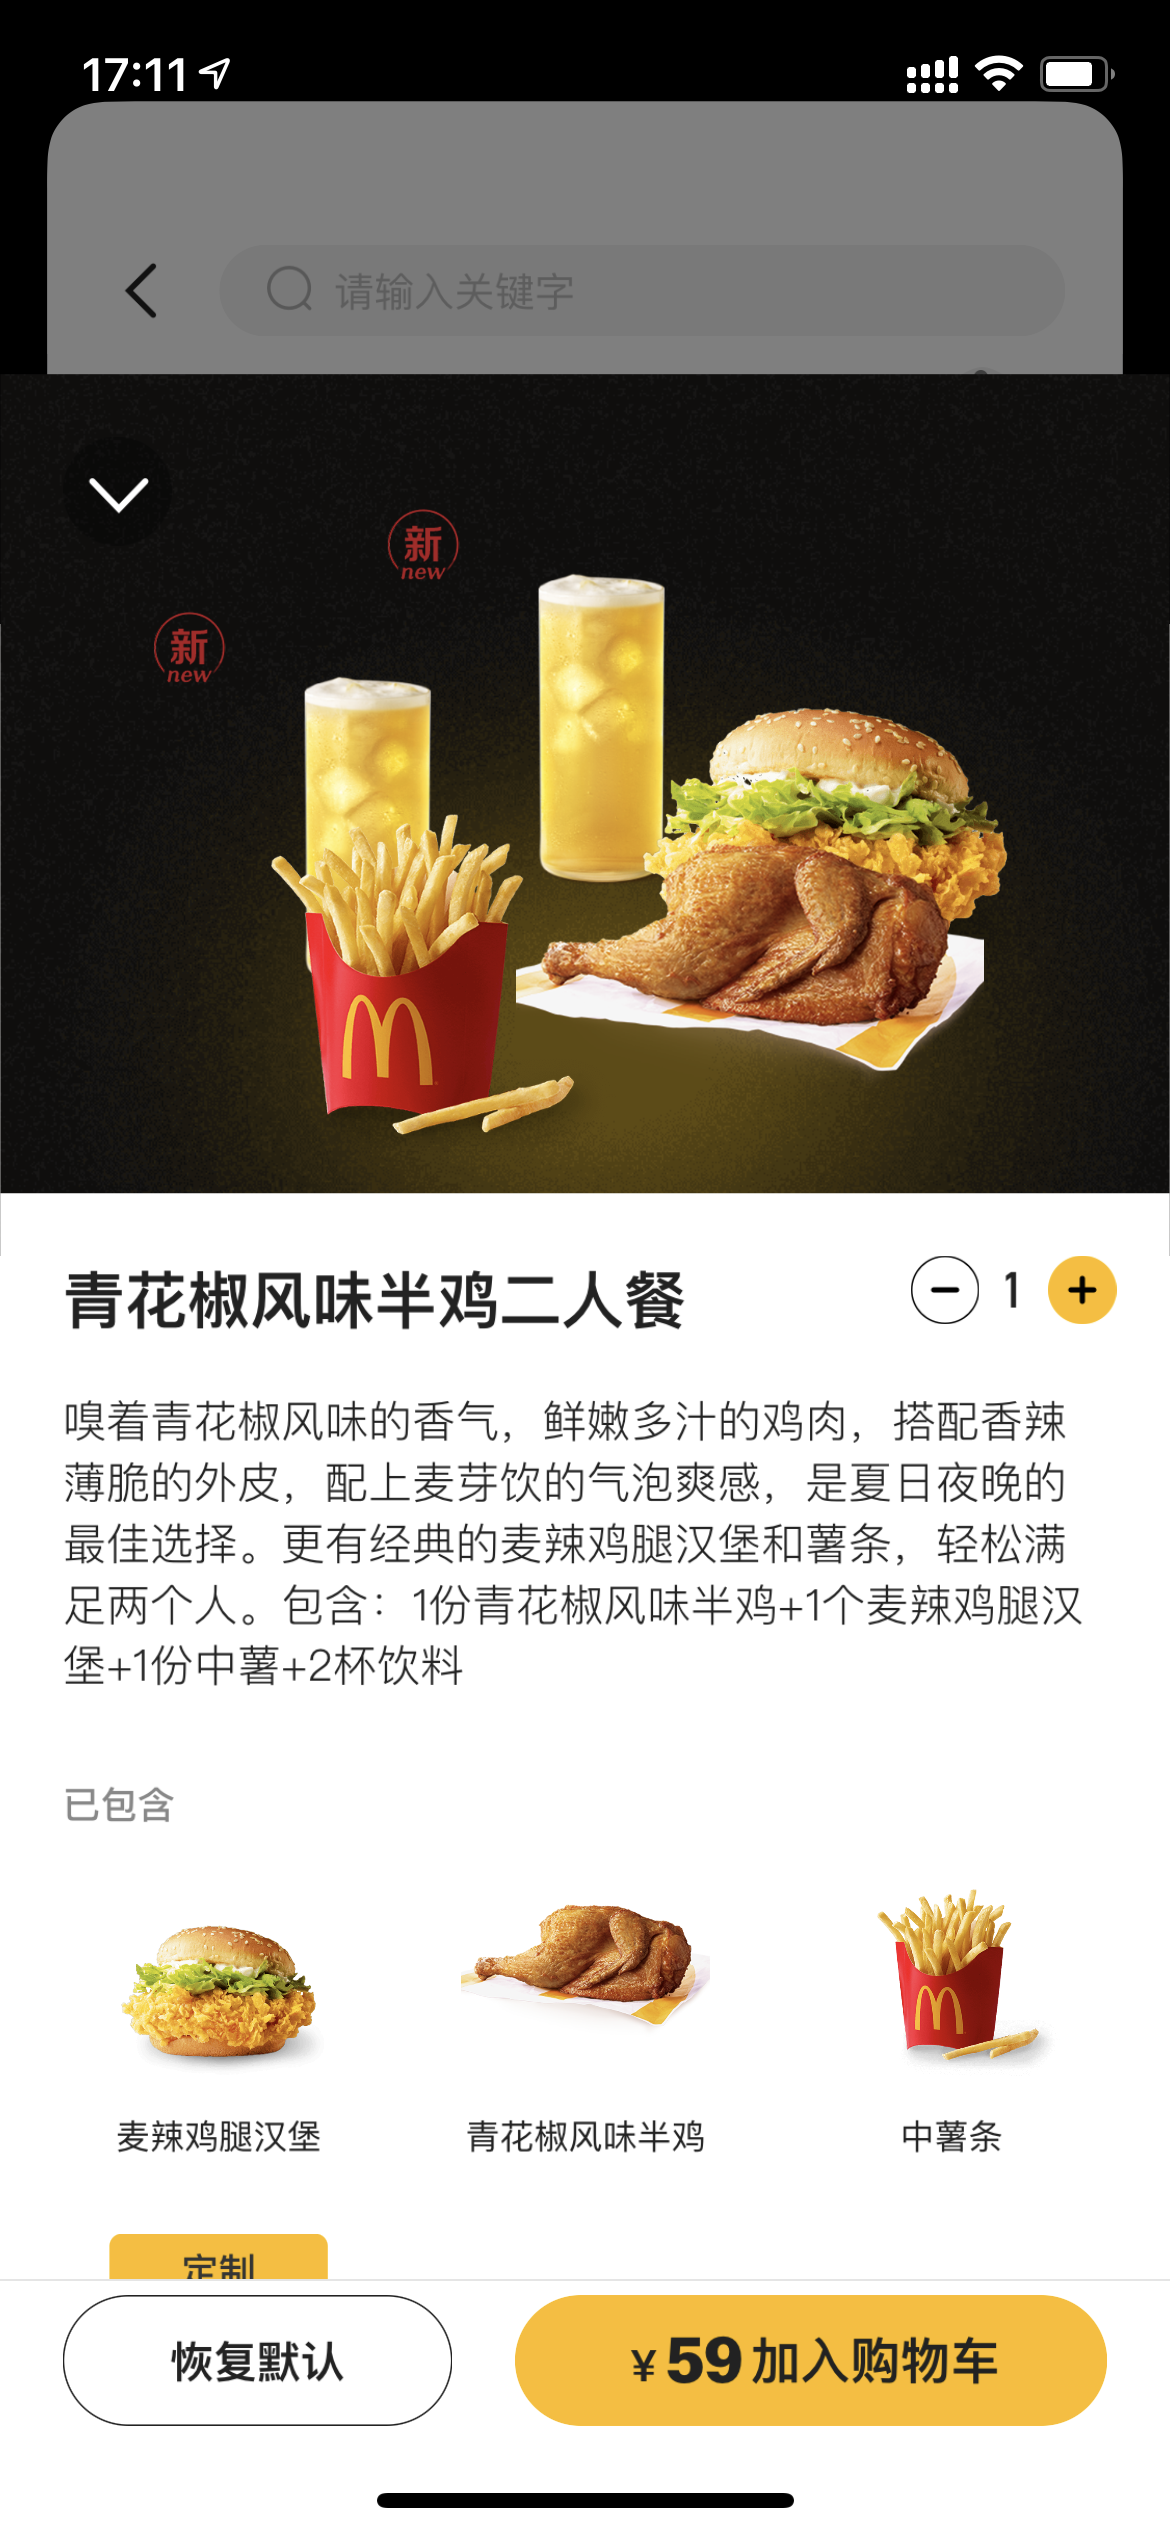 17:11
请输入关键字
新
new
新
new
青花椒风味半鸡二人餐
1
嗅着青花椒风味的香气，鲜嫩多汁的鸡肉，搭配香辣
薄脆的外皮，配上麦芽饮的气泡爽感，是夏日夜晚的
最佳选择。更有经典的麦辣鸡腿汉堡和薯条，轻松满
足两个人。包含：1份青花椒风味半鸡+1个麦辣鸡腿汉
堡+1份中薯+2杯饮料
已包含
麦辣鸡腿汉堡 青花椒风味半鸡 中薯条
定制
恢复默认 ¥59加入购物车